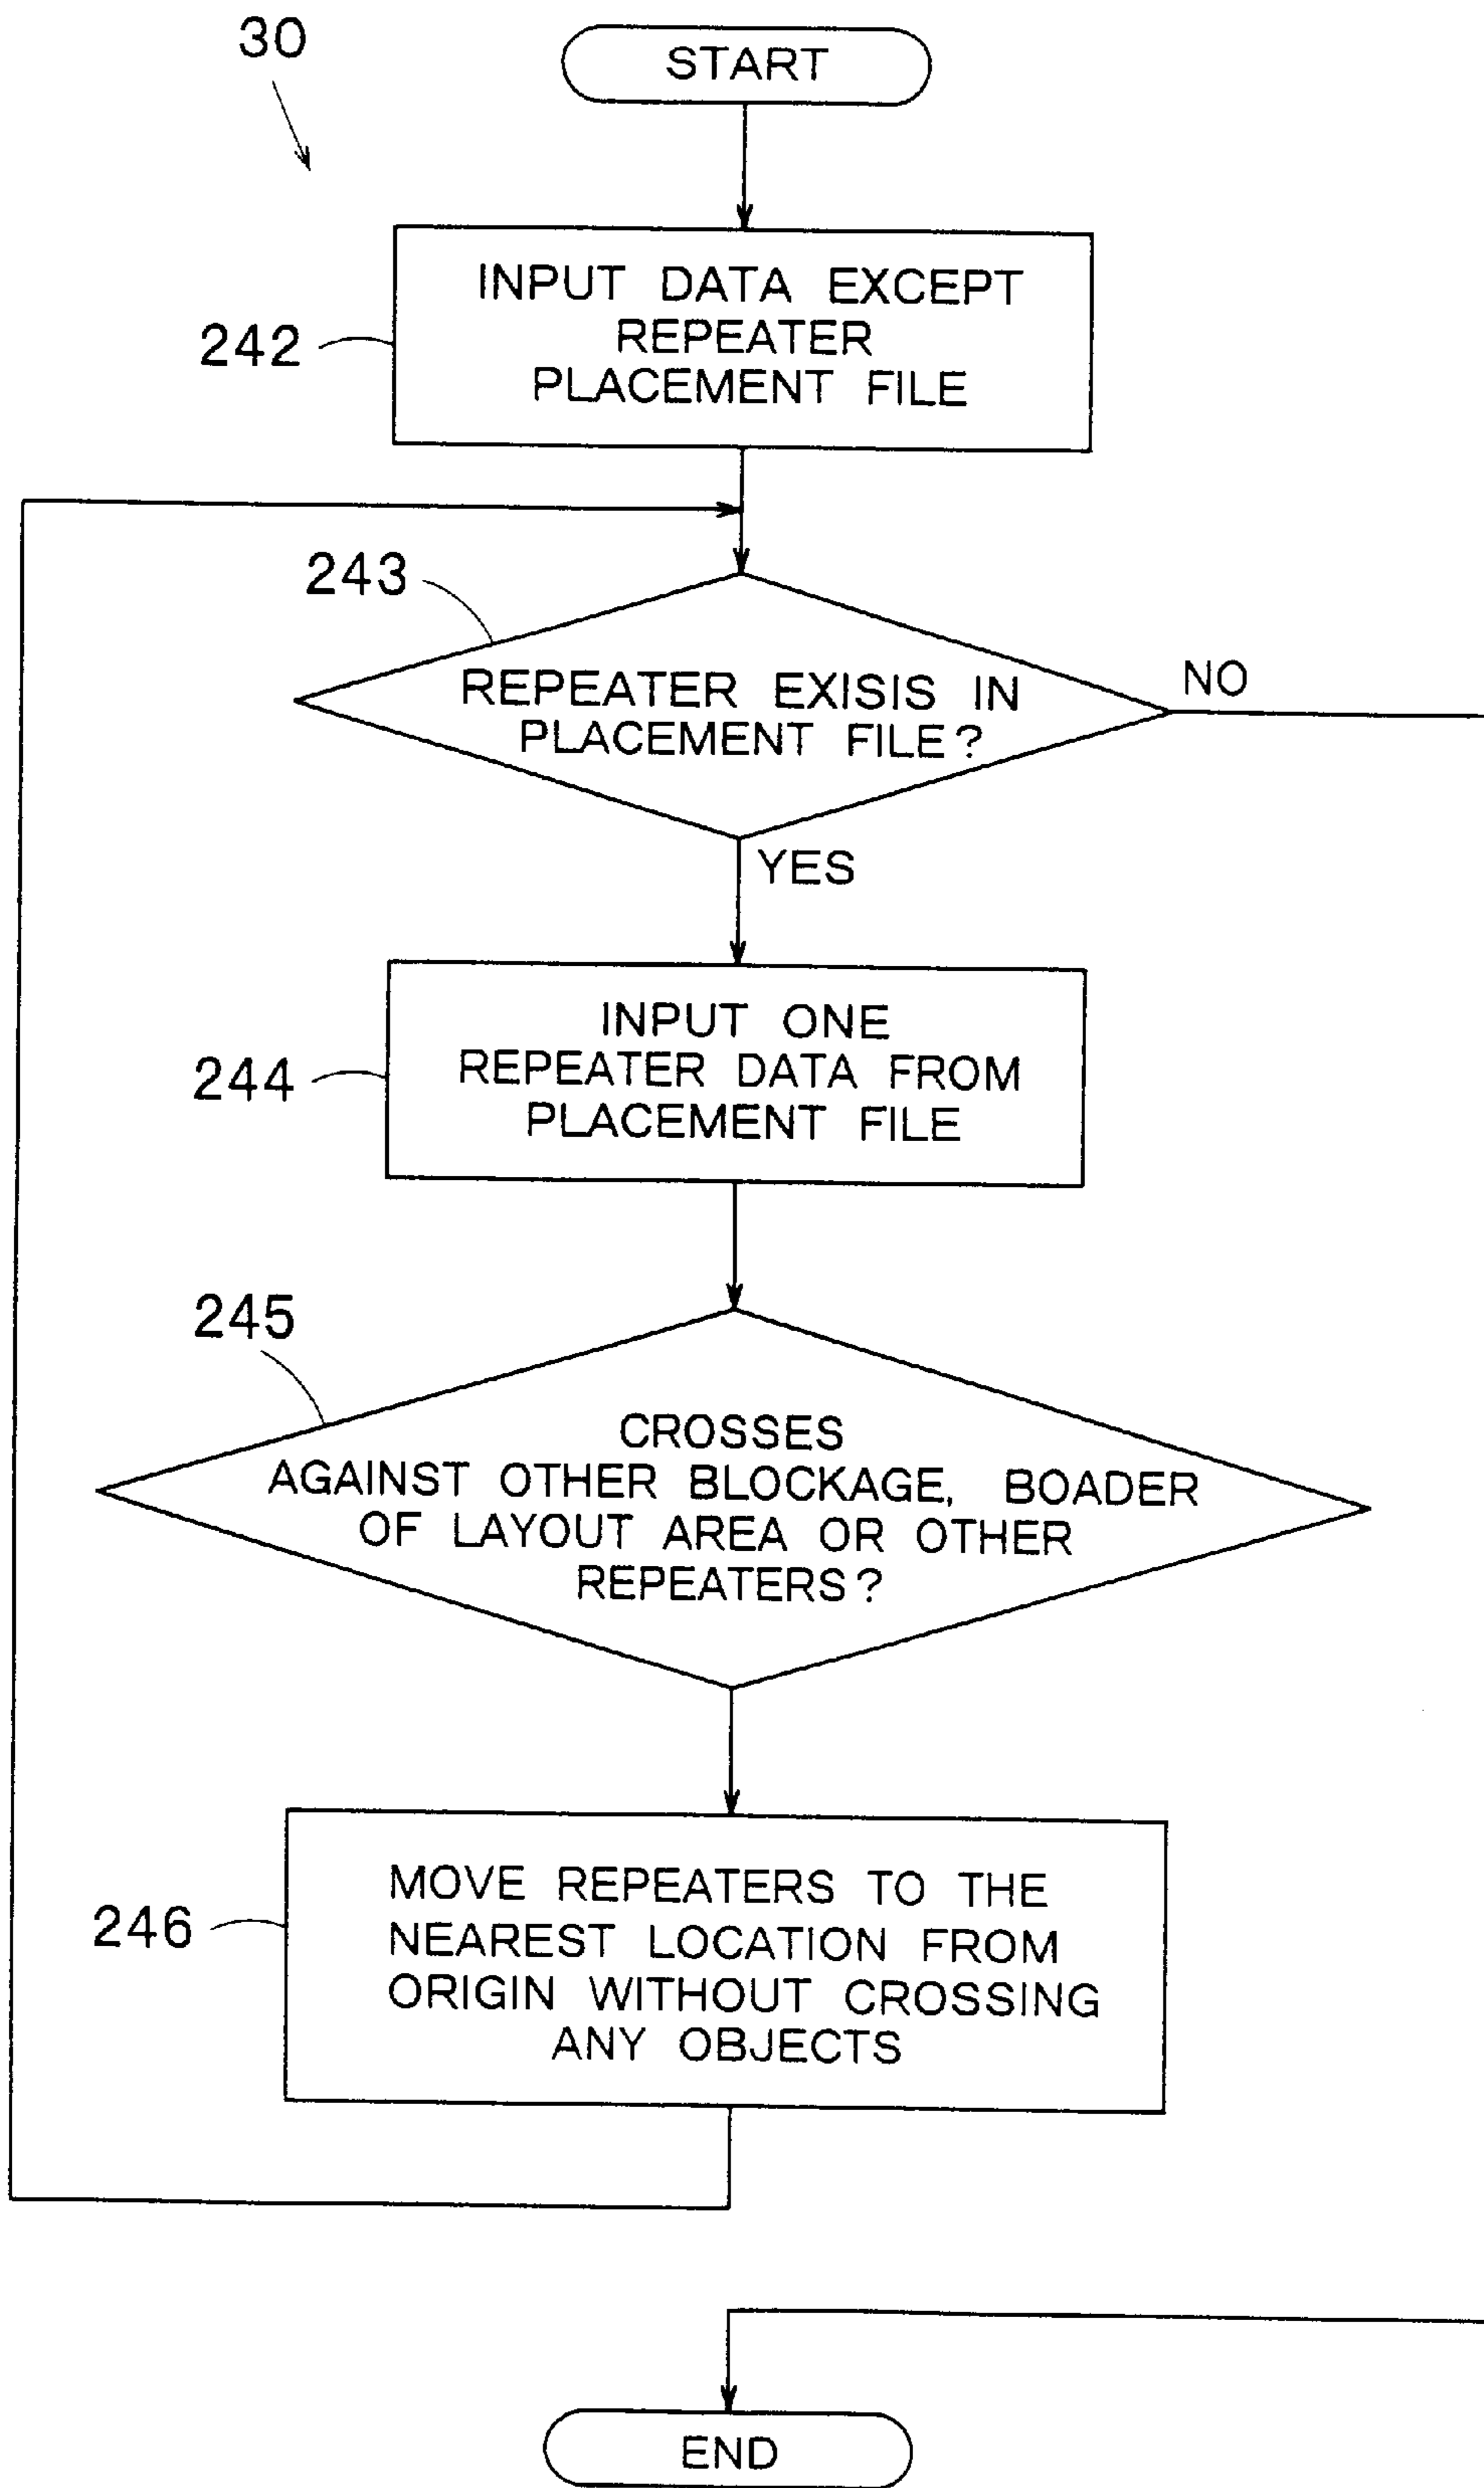 30
START
INPUT DATA EXCEPT
REPEATER
PLACEMENT FILE
242
243
REPEATER EXISIS IN
PLACEMENT FILE?
NO
YES
INPUT ONE
REPEATER DATA FROM
PLACEMENT FILE
244
245
CROSSES
AGAINST OTHER BLOCKAGE, BOADER
OF LAYOUT AREA OR OTHER
REPEATERS?
MOVE REPEATERS TO THE
NEAREST LOCATION FROM
ORIGIN WITHOUT CROSSING
ANY OBJECTS
246
END